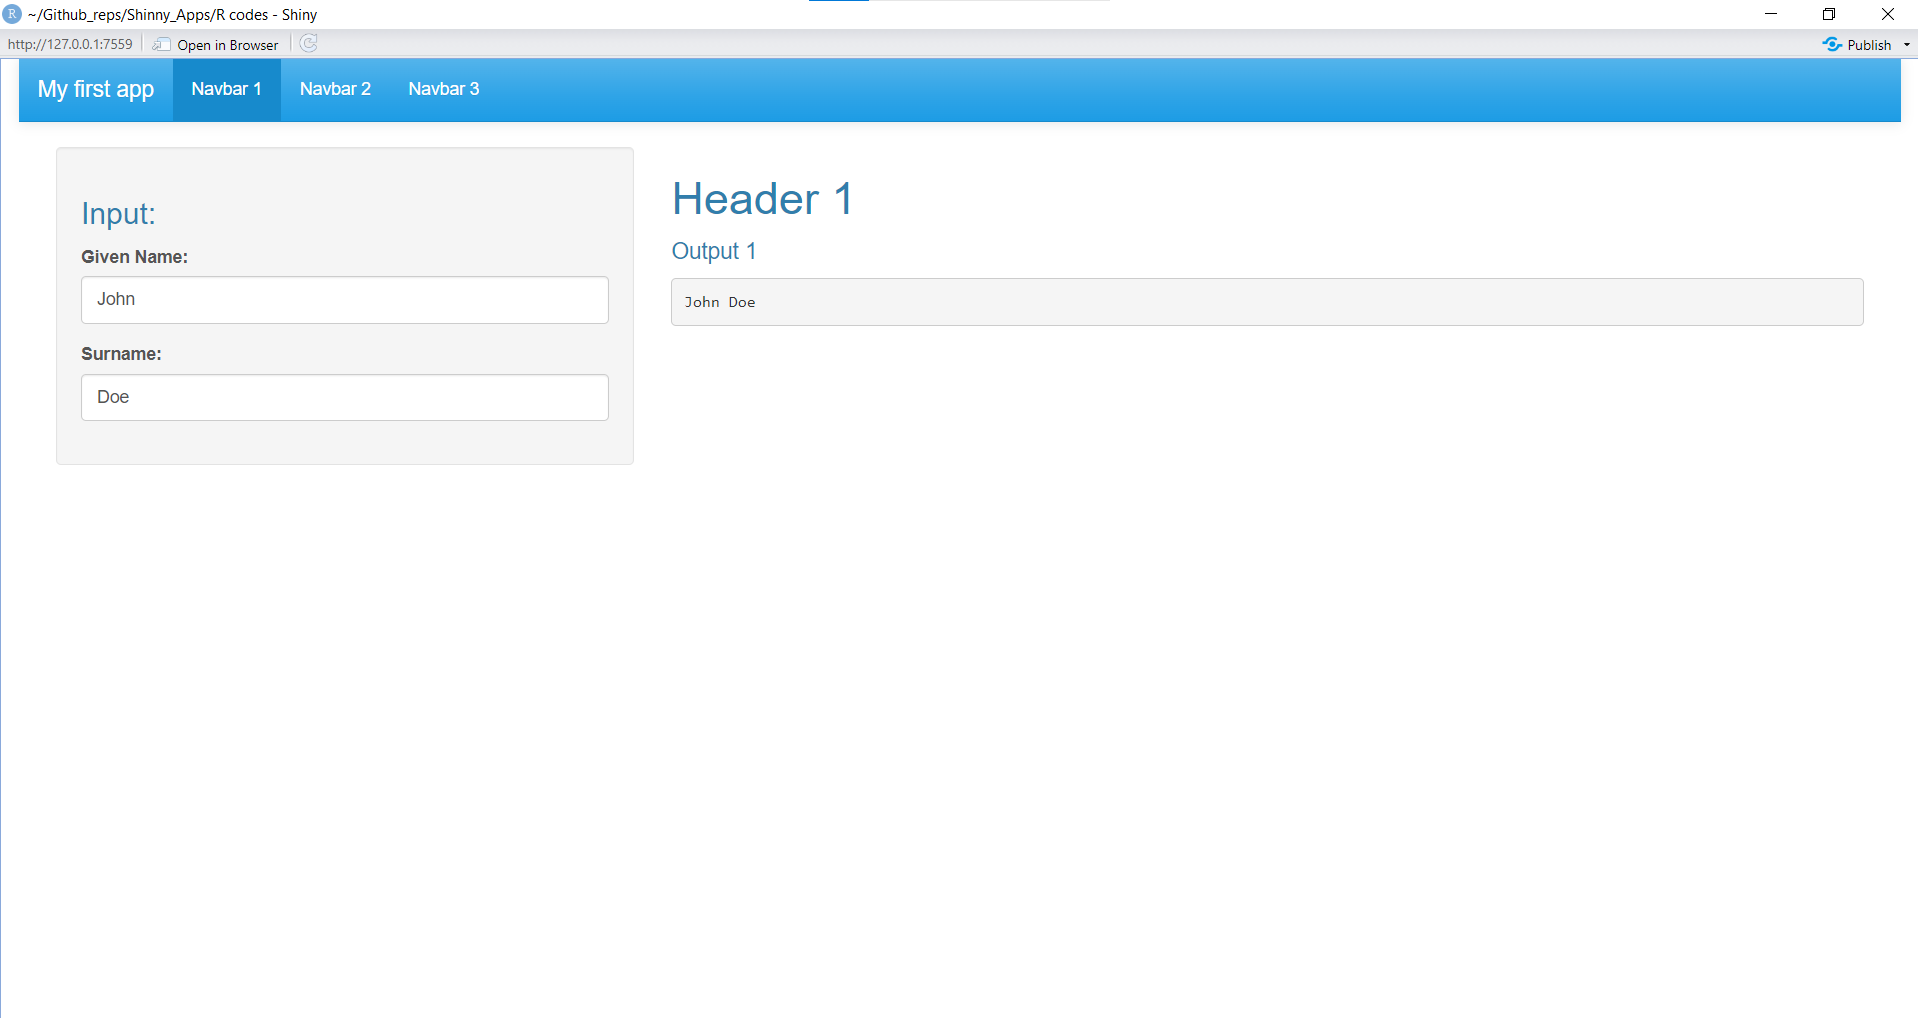 R ~/Github_reps/Shinny_Apps/R codes - Shiny
http://127.0.0.1:7559 Open in Browser Publish
My first app Navbar 1 Navbar 2 Navbar 3
Input:
Given Name:
John
Surname:
Doe
Header 1
Output 1
John Doe